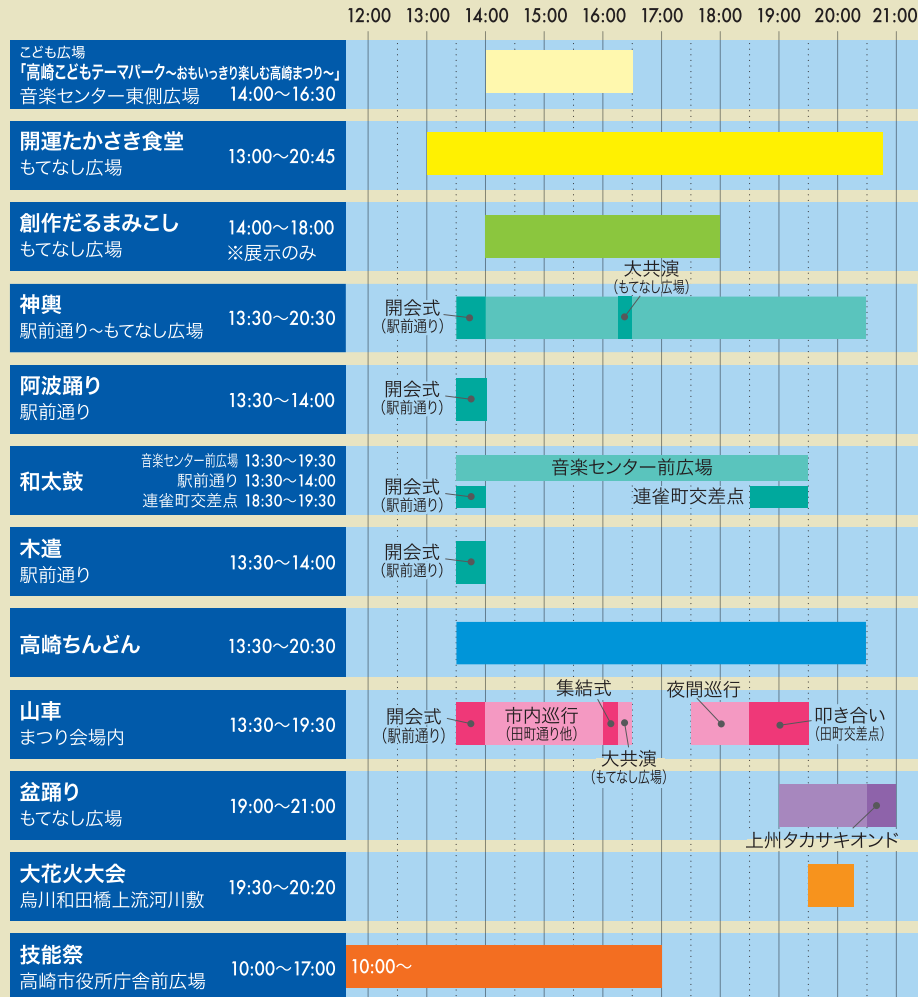 12:00 13:00 14:00 15:00 16:00 17:00 18:00 19:00 20:00 21:00
こども広場
「高崎こどもテーマパーク〜おもいっきり楽しむ高崎まつり〜」
音楽センター東側広場 14:00〜16:30
開運たかさき食堂
もてなし広場
13:00〜20:45
創作だるまみこし
もてなし広場
14:00〜18:00
※展示のみ
神輿
駅前通り〜もてなし広場
13:30〜20:30
開会式
(駅前通り)
大共演
(もてなし広場)
阿波踊り
駅前通り
13:30〜14:00
開会式
(駅前通り)
和太鼓
音楽センター前広場 13:30〜19:30
駅前通り 13:30〜14:00
連雀町交差点 18:30〜19:30
音楽センター前広場
開会式
(駅前通り)
連雀町交差点
木遣
駅前通り
13:30〜14:00
開会式
(駅前通り)
高崎ちんどん
13:30〜20:30
山車
まつり会場内
13:30〜19:30
開会式
(駅前通り)
市内巡行
(田町通り他)
集結式
大共演
(もてなし広場)
夜間巡行
叩き合い
(田町交差点)
盆踊り
もてなし広場
19:00〜21:00
上州タカサキオンド
大花火大会
烏川和田橋上流河川敷
19:30〜20:20
技能祭
高崎市役所庁舎前広場
10:00〜17:00
10:00〜